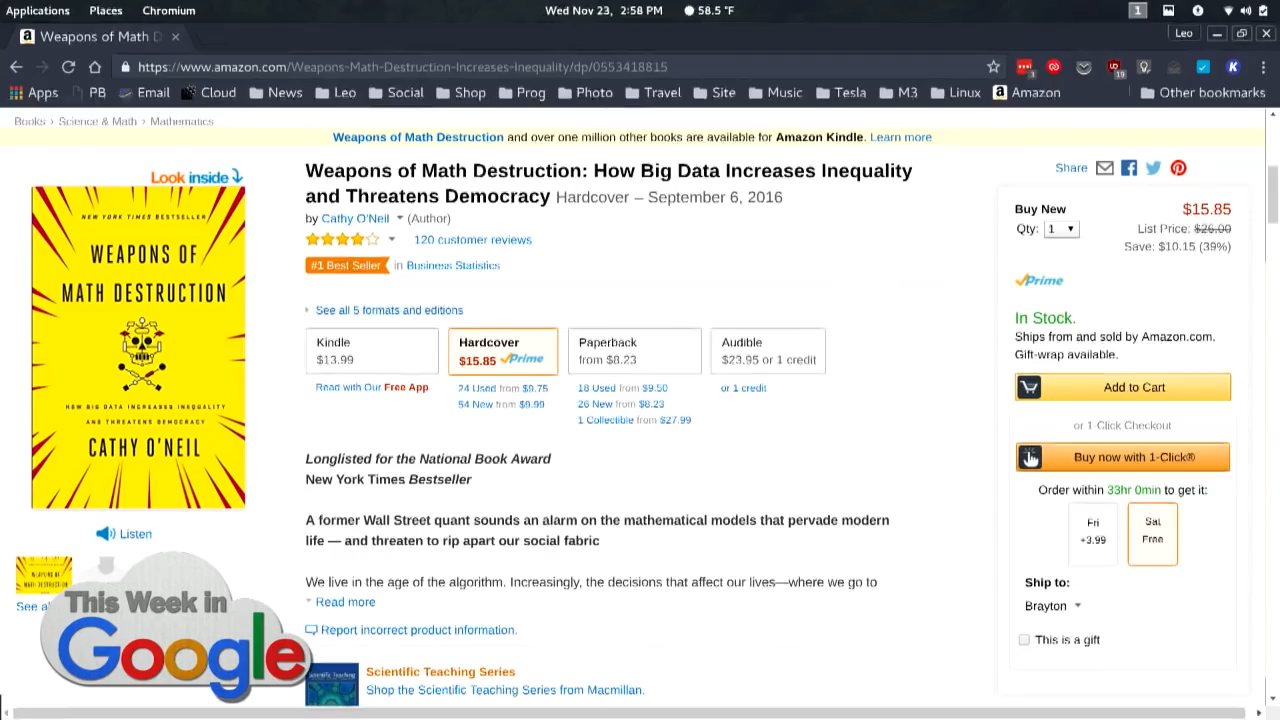 Applications Places Chromium Wed Nov 23, 2:58 PM 58.5 °F 1
Weapons of Math D Leo
https://www.amazon.com/Weapons-Math-Destruction-Increases-Inequality/dp/0553418815
Apps PB Email Cloud News Leo Social Shop Prog Photo Travel Site Music Tesla M3 Linux Amazon Other bookmarks
Books › Science & Math › Mathematics
Weapons of Math Destruction and over one million other books are available for Amazon Kindle. Learn more
Look inside
NEW YORK TIMES BESTSELLER
WEAPONS OF
MATH DESTRUCTION
HOW BIG DATA INCREASES INEQUALITY
AND THREATENS DEMOCRACY
CATHY O'NEIL
Listen
See a
Weapons of Math Destruction: How Big Data Increases Inequality
and Threatens Democracy Hardcover – September 6, 2016
by Cathy O'Neil (Author)
120 customer reviews
#1 Best Seller in Business Statistics
See all 5 formats and editions
Kindle
$13.99
Read with Our Free App
Hardcover
$15.85 Prime
24 Used from $9.75
54 New from $9.99
Paperback
from $8.23
18 Used from $9.50
26 New from $8.23
1 Collectible from $27.99
Audible
$23.95 or 1 credit
or 1 credit
Longlisted for the National Book Award
New York Times Bestseller
A former Wall Street quant sounds an alarm on the mathematical models that pervade modern
life — and threaten to rip apart our social fabric
We live in the age of the algorithm. Increasingly, the decisions that affect our lives—where we go to
Read more
Report incorrect product information.
Scientific Teaching Series
Shop the Scientific Teaching Series from Macmillan.
Share
Buy New $15.85
Qty: 1 List Price: $26.00
Save: $10.15 (39%)
Prime
In Stock.
Ships from and sold by Amazon.com.
Gift-wrap available.
Add to Cart
or 1-Click Checkout
Buy now with 1-Click®
Order within 33hr 0min to get it:
Fri
+3.99
Sat
Free
Ship to:
Brayton
This is a gift
This Week in
Google